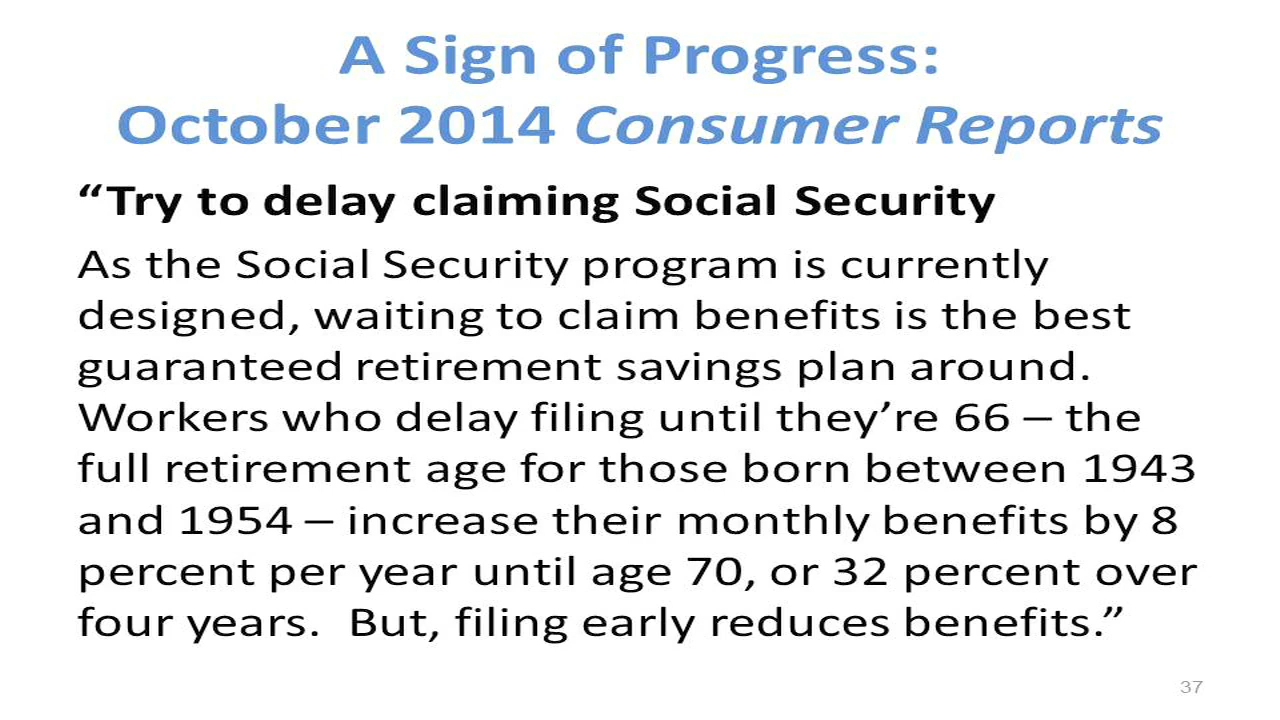 A Sign of Progress:
October 2014 Consumer Reports
“Try to delay claiming Social Security
As the Social Security program is currently
designed, waiting to claim benefits is the best
guaranteed retirement savings plan around.
Workers who delay filing until they’re 66 – the
full retirement age for those born between 1943
and 1954 – increase their monthly benefits by 8
percent per year until age 70, or 32 percent over
four years.  But, filing early reduces benefits.”
37